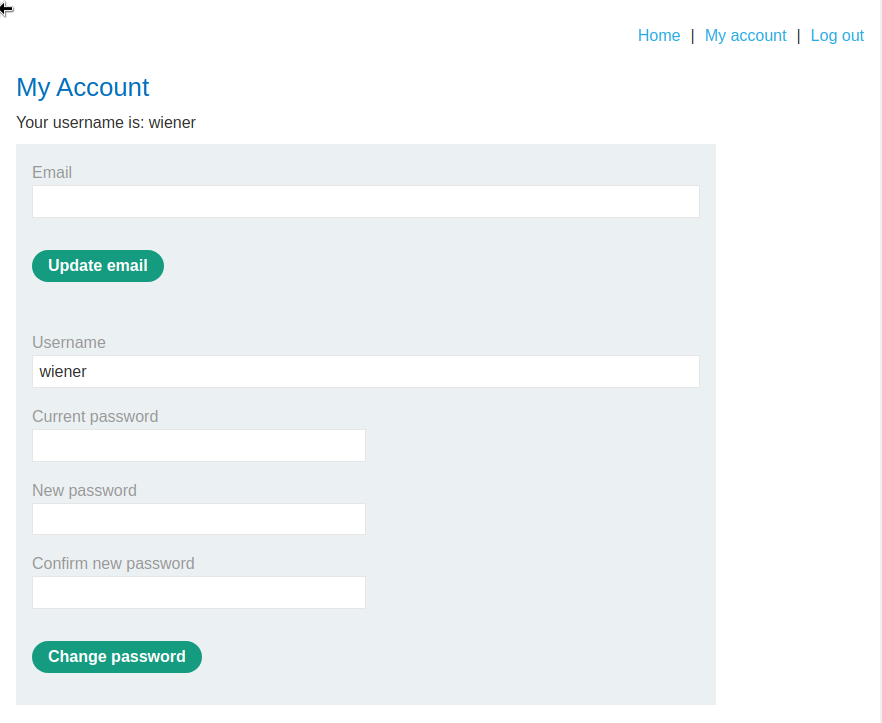 Home | My account | Log out
My Account
Your username is: wiener
Email
Update email
Username
wiener
Current password
New password
Confirm new password
Change password